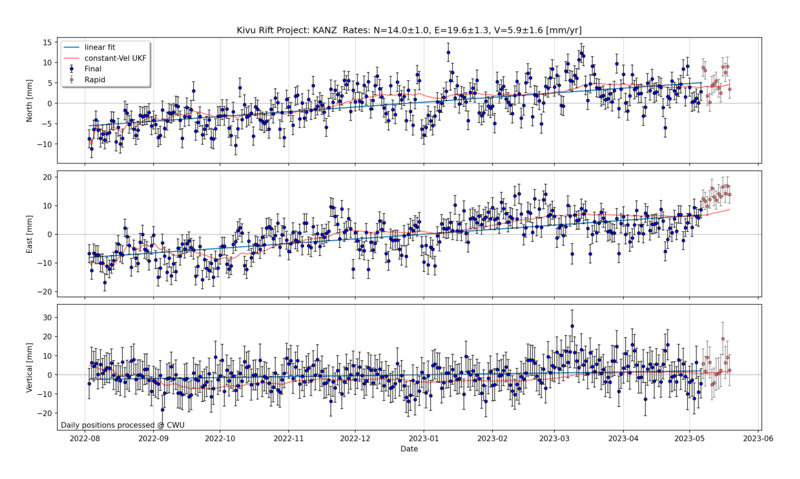 Kivu Rift Project: KANZ  Rates: N=14.0±1.0, E=19.6±1.3, V=5.9±1.6 [mm/yr]
linear fit
constant-Vel UKF
Final
Rapid
North [mm]
15
10
5
0
−5
−10
East [mm]
20
10
0
−10
−20
Vertical [mm]
30
20
10
0
−10
−20
Daily positions processed @ CWU
2022-08 2022-09 2022-10 2022-11 2022-12 2023-01 2023-02 2023-03 2023-04 2023-05 2023-06
Date